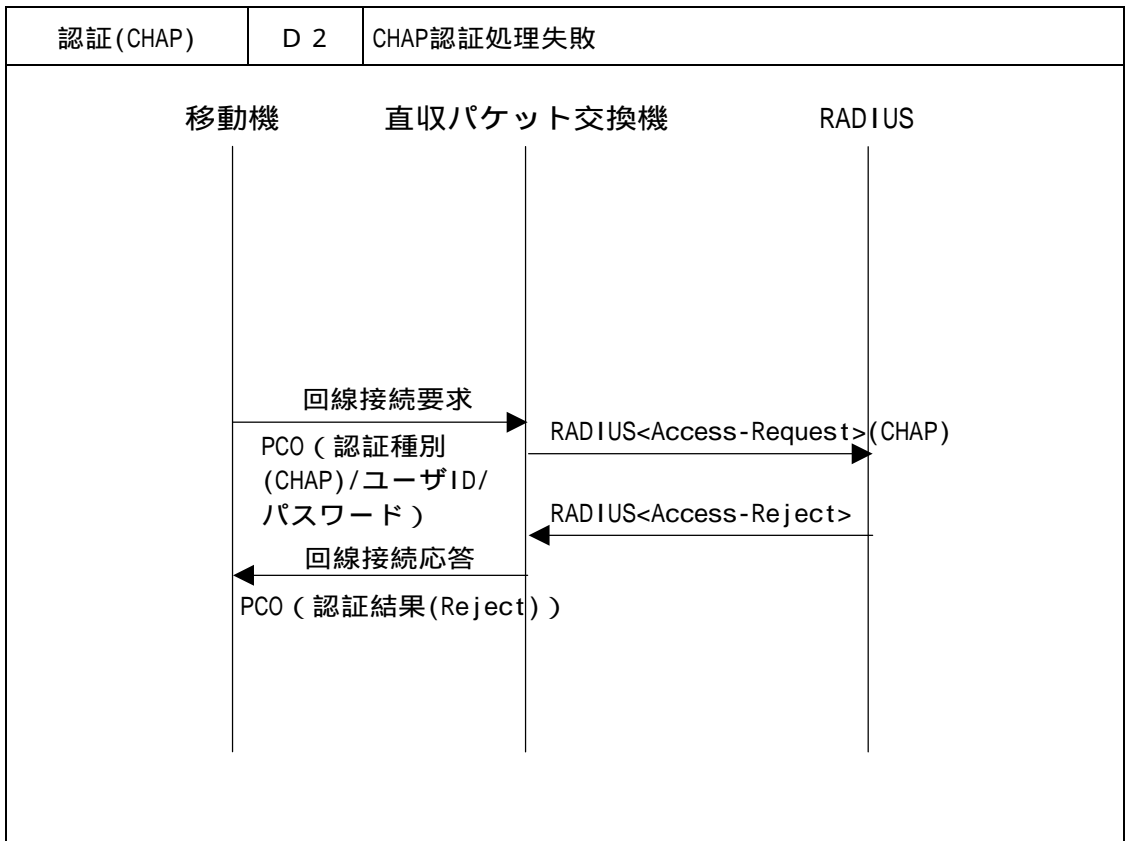 認証(CHAP)
D 2
CHAP認証処理失敗
移動機
直収パケット交換機
RADIUS
回線接続要求
PCO(認証種別
(CHAP)/ユーザID/
パスワード)
RADIUS<Access-Request>(CHAP)
RADIUS<Access-Reject>
回線接続応答
PCO(認証結果(Reject))